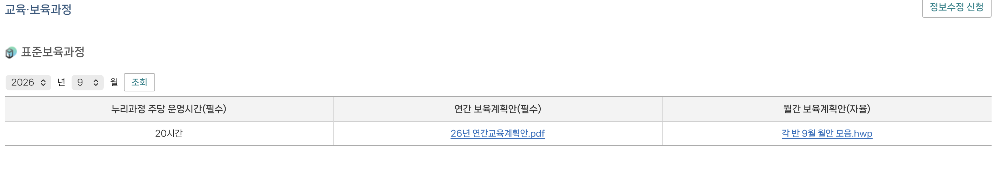 교육·보육과정
정보수정 신청
표준보육과정
2026 년 9 월 조회
누리과정 주당 운영시간(필수) 연간 보육계획안(필수) 월간 보육계획안(자율)
20시간 26년 연간교육계획안.pdf 각 반 9월 월안 모음.hwp